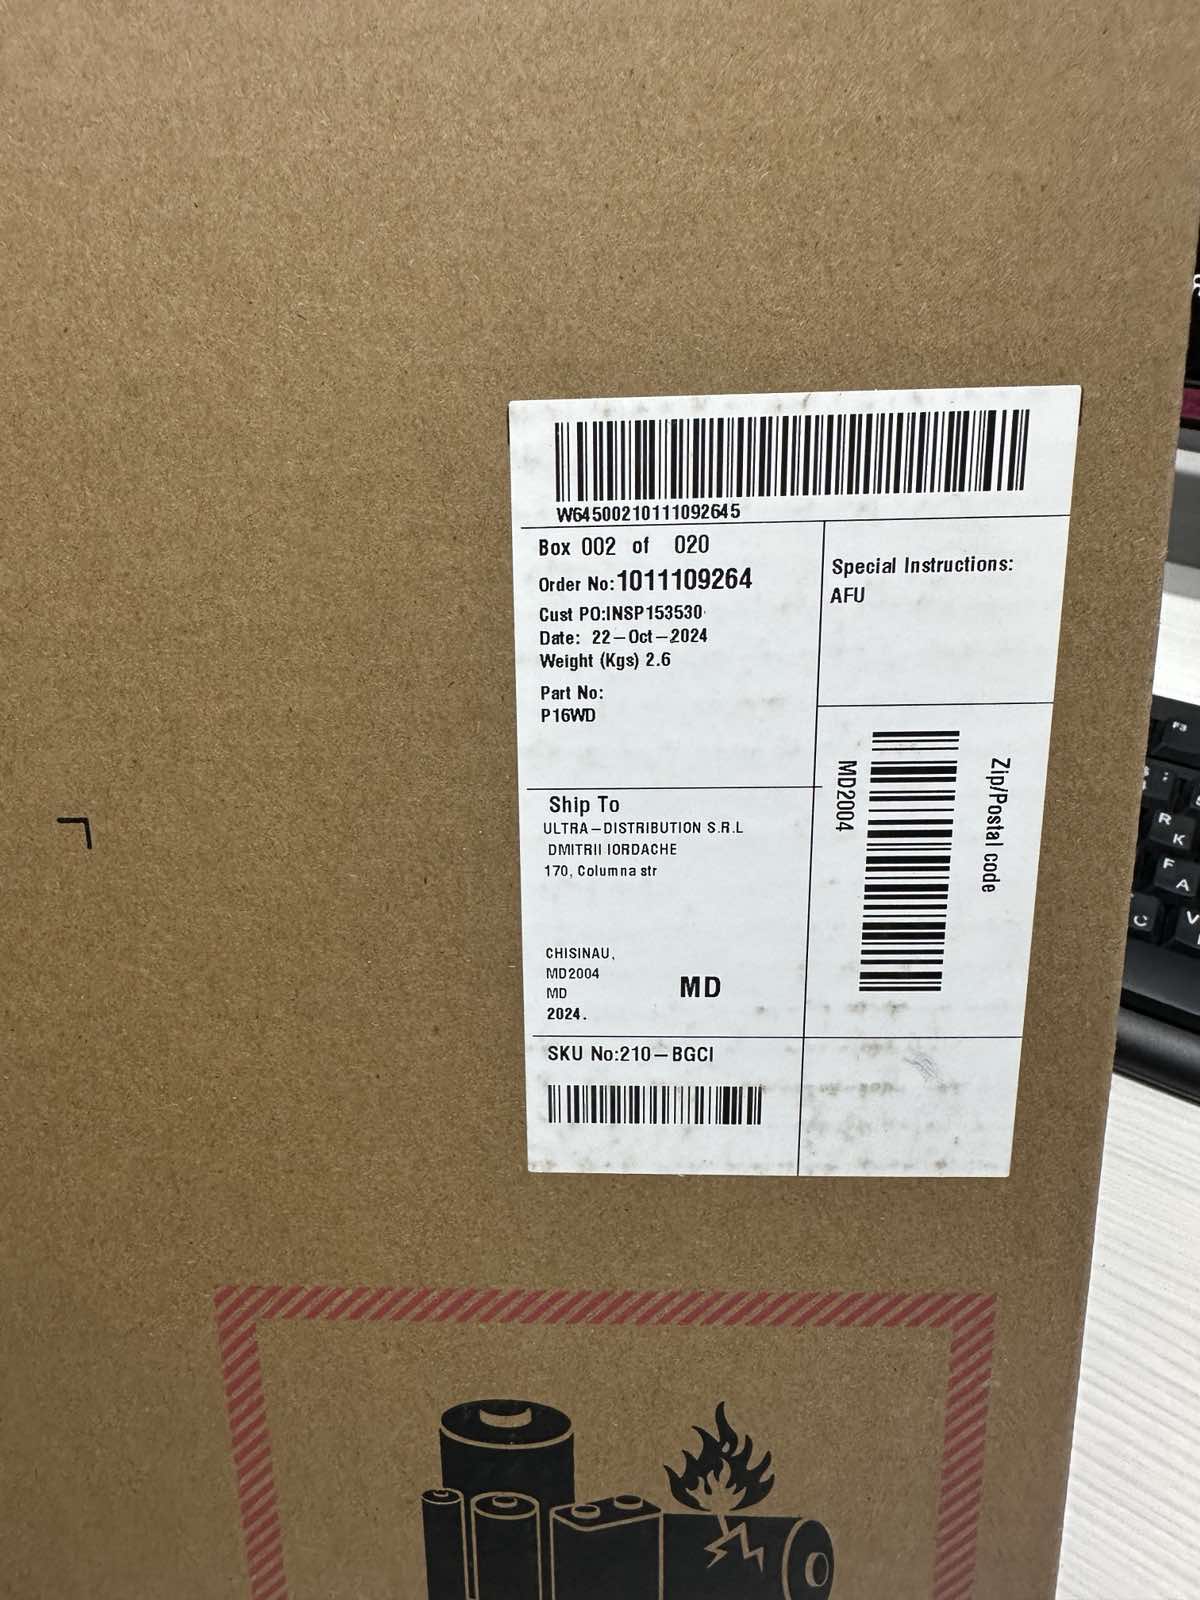 W64500210111092645
Box 002 of 020
Order No:1011109264
Cust PO:INSP153530
Date: 22-Oct-2024
Weight (Kgs) 2.6
Part No:
P16WD
Special Instructions:
AFU
Ship To
ULTRA-DISTRIBUTION S.R.L
DMITRII IORDACHE
170, Columna str
CHISINAU,
MD2004
MD
2024.
MD
MD2004
Zip/Postal code
SKU No:210-BGCI
F3
R
K
F
A
C
V